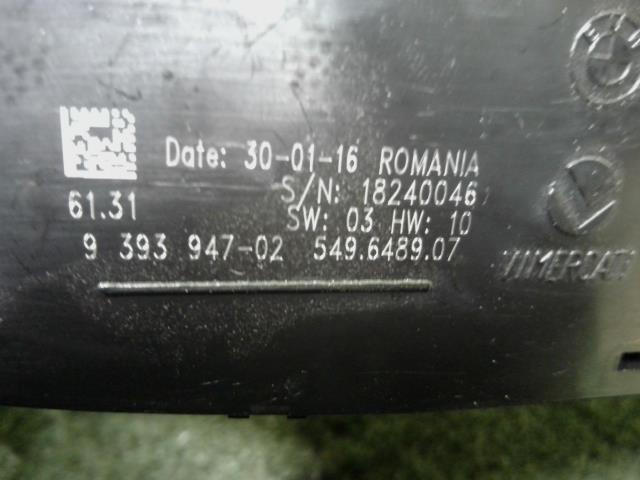 Date: 30-01-16 ROMANIA
S/N: 18240046
61.31
SW: 03 HW: 10
9 393 947-02 549.6489.07